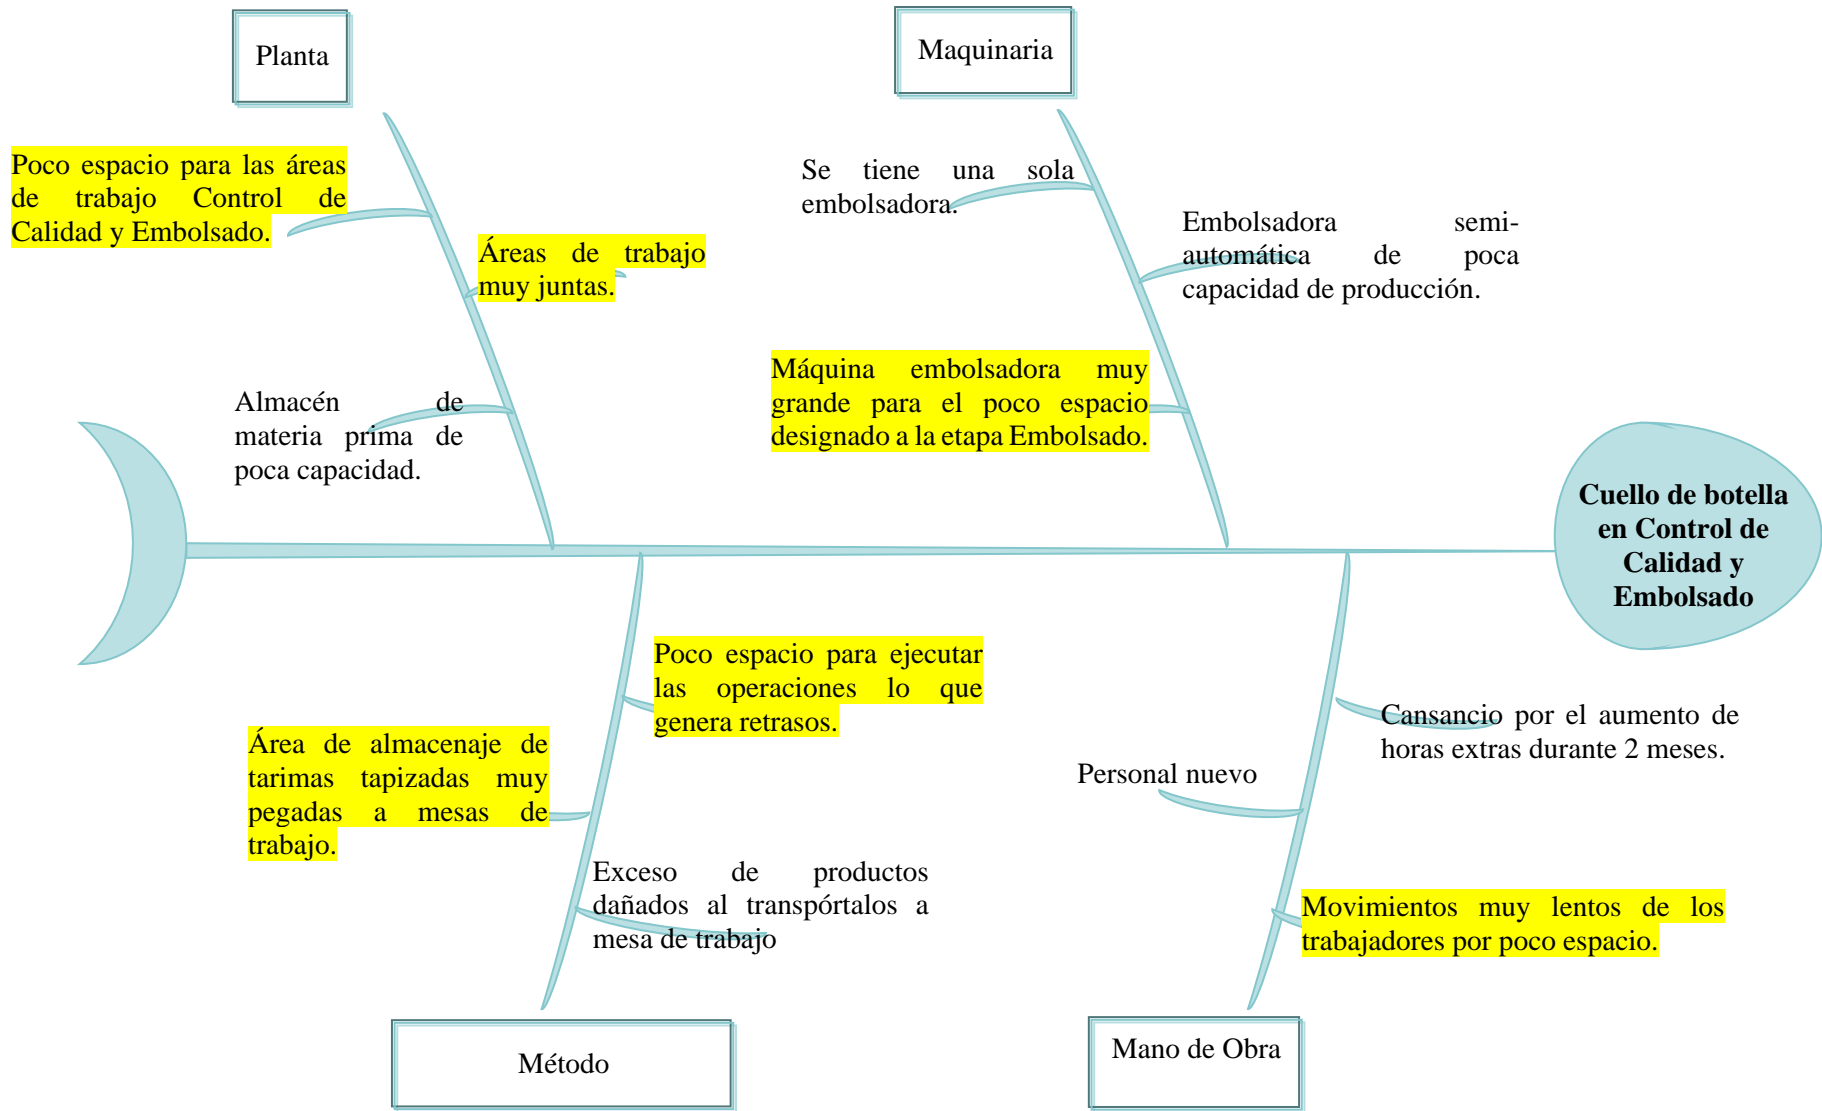 Planta
Maquinaria
Poco espacio para las áreas
de trabajo Control de
Calidad y Embolsado.
Áreas de trabajo
muy juntas.
Almacén de
materia prima de
poca capacidad.
Se tiene una sola
embolsadora.
Embolsadora semi-
automática de poca
capacidad de producción.
Máquina embolsadora muy
grande para el poco espacio
designado a la etapa Embolsado.
Cuello de botella
en Control de
Calidad y
Embolsado
Poco espacio para ejecutar
las operaciones lo que
genera retrasos.
Área de almacenaje de
tarimas tapizadas muy
pegadas a mesas de
trabajo.
Exceso de productos
dañados al transpórtalos a
mesa de trabajo
Cansancio por el aumento de
horas extras durante 2 meses.
Personal nuevo
Movimientos muy lentos de los
trabajadores por poco espacio.
Método
Mano de Obra